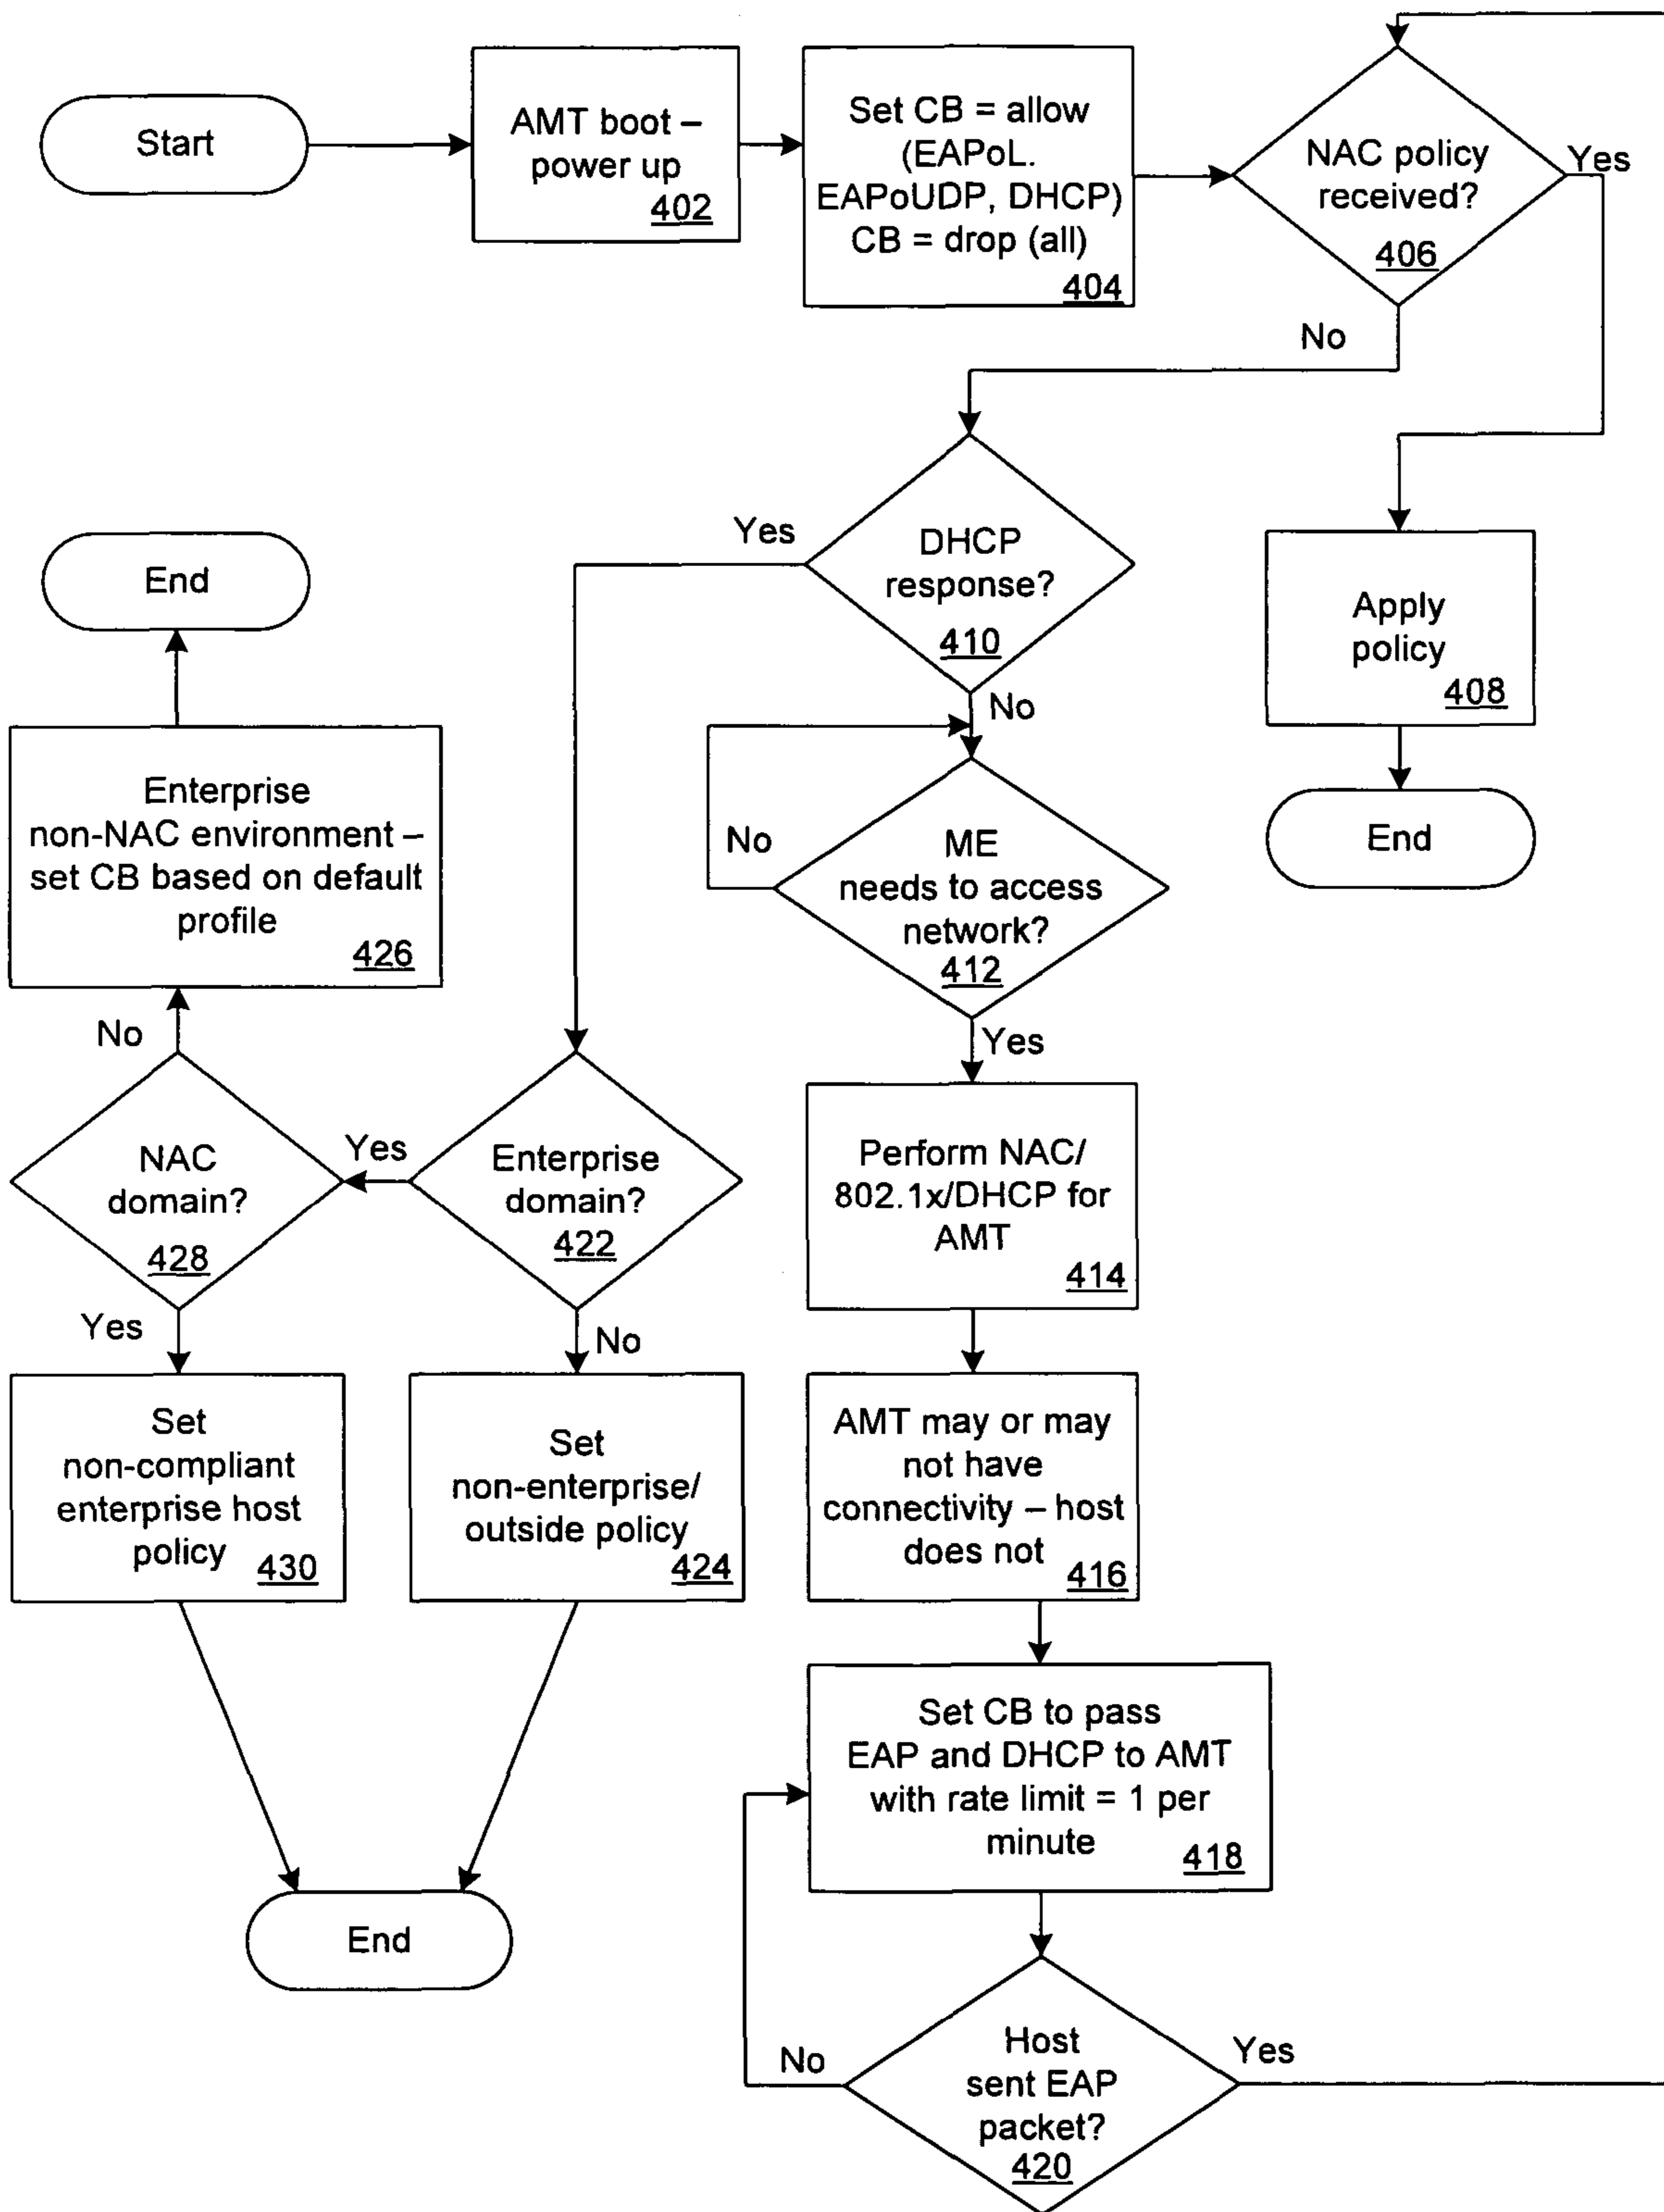 Start
AMT boot –
power up
402
Set CB = allow
(EAPoL.
EAPoUDP, DHCP)
CB = drop (all)
404
NAC policy
received?
406
Yes
No
DHCP
response?
410
Yes
No
Apply
policy
408
End
End
Enterprise
non-NAC environment –
set CB based on default
profile
426
ME
needs to access
network?
412
No
Yes
No
NAC
domain?
428
Yes
Enterprise
domain?
422
Yes
No
Perform NAC/
802.1x/DHCP for
AMT
414
Set
non-compliant
enterprise host
policy
430
Set
non-enterprise/
outside policy
424
AMT may or may
not have
connectivity – host
does not
416
Set CB to pass
EAP and DHCP to AMT
with rate limit = 1 per
minute
418
End
Host
sent EAP
packet?
420
No
Yes